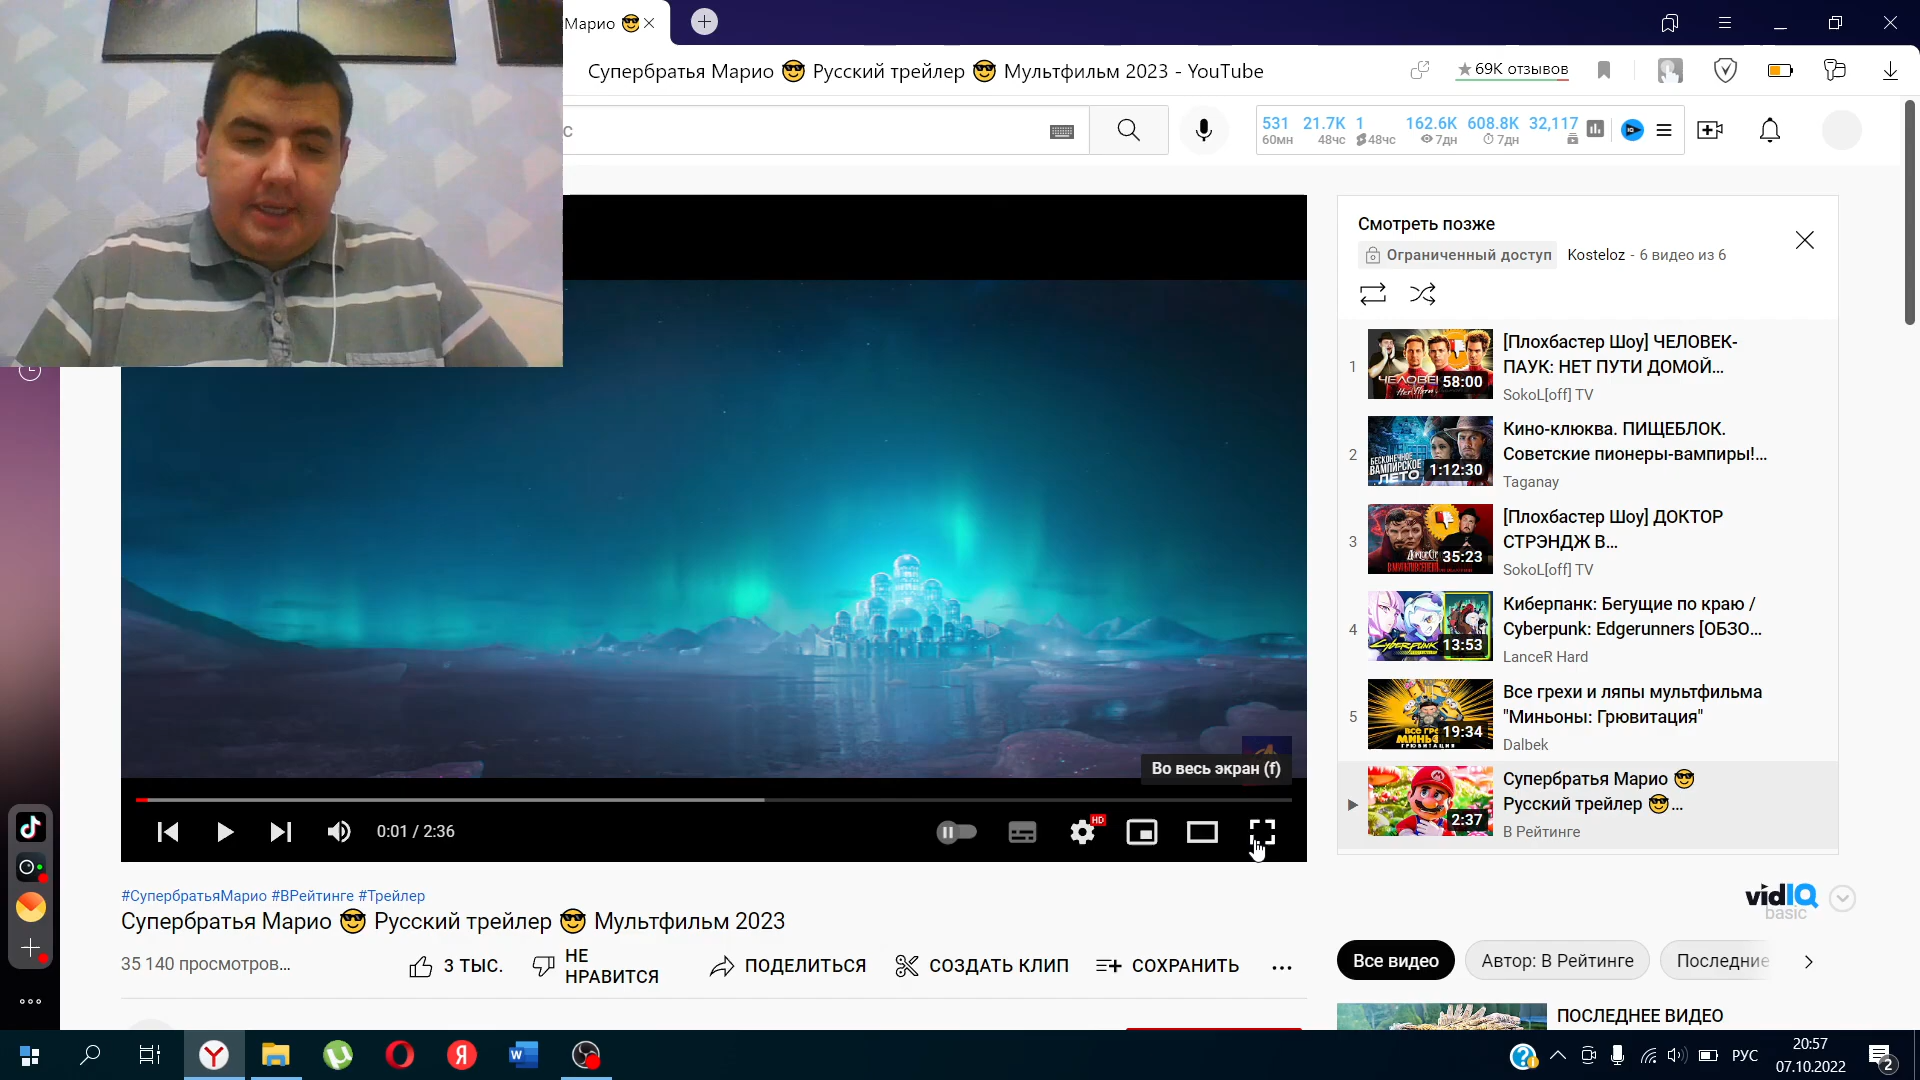 Марио 😎
Супербратья Марио 😎 Русский трейлер 😎 Мультфильм 2023 - YouTube
★ 69K отзывов
с
531 21.7K 1 162.6K 608.8K 32,117
60мн 48чс 48чс 7дн 7дн
Смотреть позже
Ограниченный доступ Kosteloz - 6 видео из 6
1
58:00
[Плохбастер Шоу] ЧЕЛОВЕК-
ПАУК: НЕТ ПУТИ ДОМОЙ...
SokoL[off] TV
2
БЕСКОНЕЧНОЕ
ВАМПИРСКОЕ
ЛЕТО
1:12:30
Кино-клюква. ПИЩЕБЛОК.
Советские пионеры-вампиры!...
Taganay
3
35:23
[Плохбастер Шоу] ДОКТОР
СТРЭНДЖ В...
SokoL[off] TV
4
CYBERPUNK
13:53
Киберпанк: Бегущие по краю /
Cyberpunk: Edgerunners [ОБЗО...
LanceR Hard
5
19:34
Все грехи и ляпы мультфильма
"Миньоны: Грювитация"
Dalbek
2:37
Супербратья Марио 😎
Русский трейлер 😎...
В Рейтинге
Во весь экран (f)
0:01 / 2:36
HD
#СупербратьяМарио #ВРейтинге #Трейлер
Супербратья Марио 😎 Русский трейлер 😎 Мультфильм 2023
35 140 просмотров...
3 ТЫС.
НЕ
НРАВИТСЯ
ПОДЕЛИТЬСЯ
СОЗДАТЬ КЛИП
СОХРАНИТЬ
vidIQ
basic
Все видео
Автор: В Рейтинге
Последние
ПОСЛЕДНЕЕ ВИДЕО
РУС
20:57
07.10.2022
2